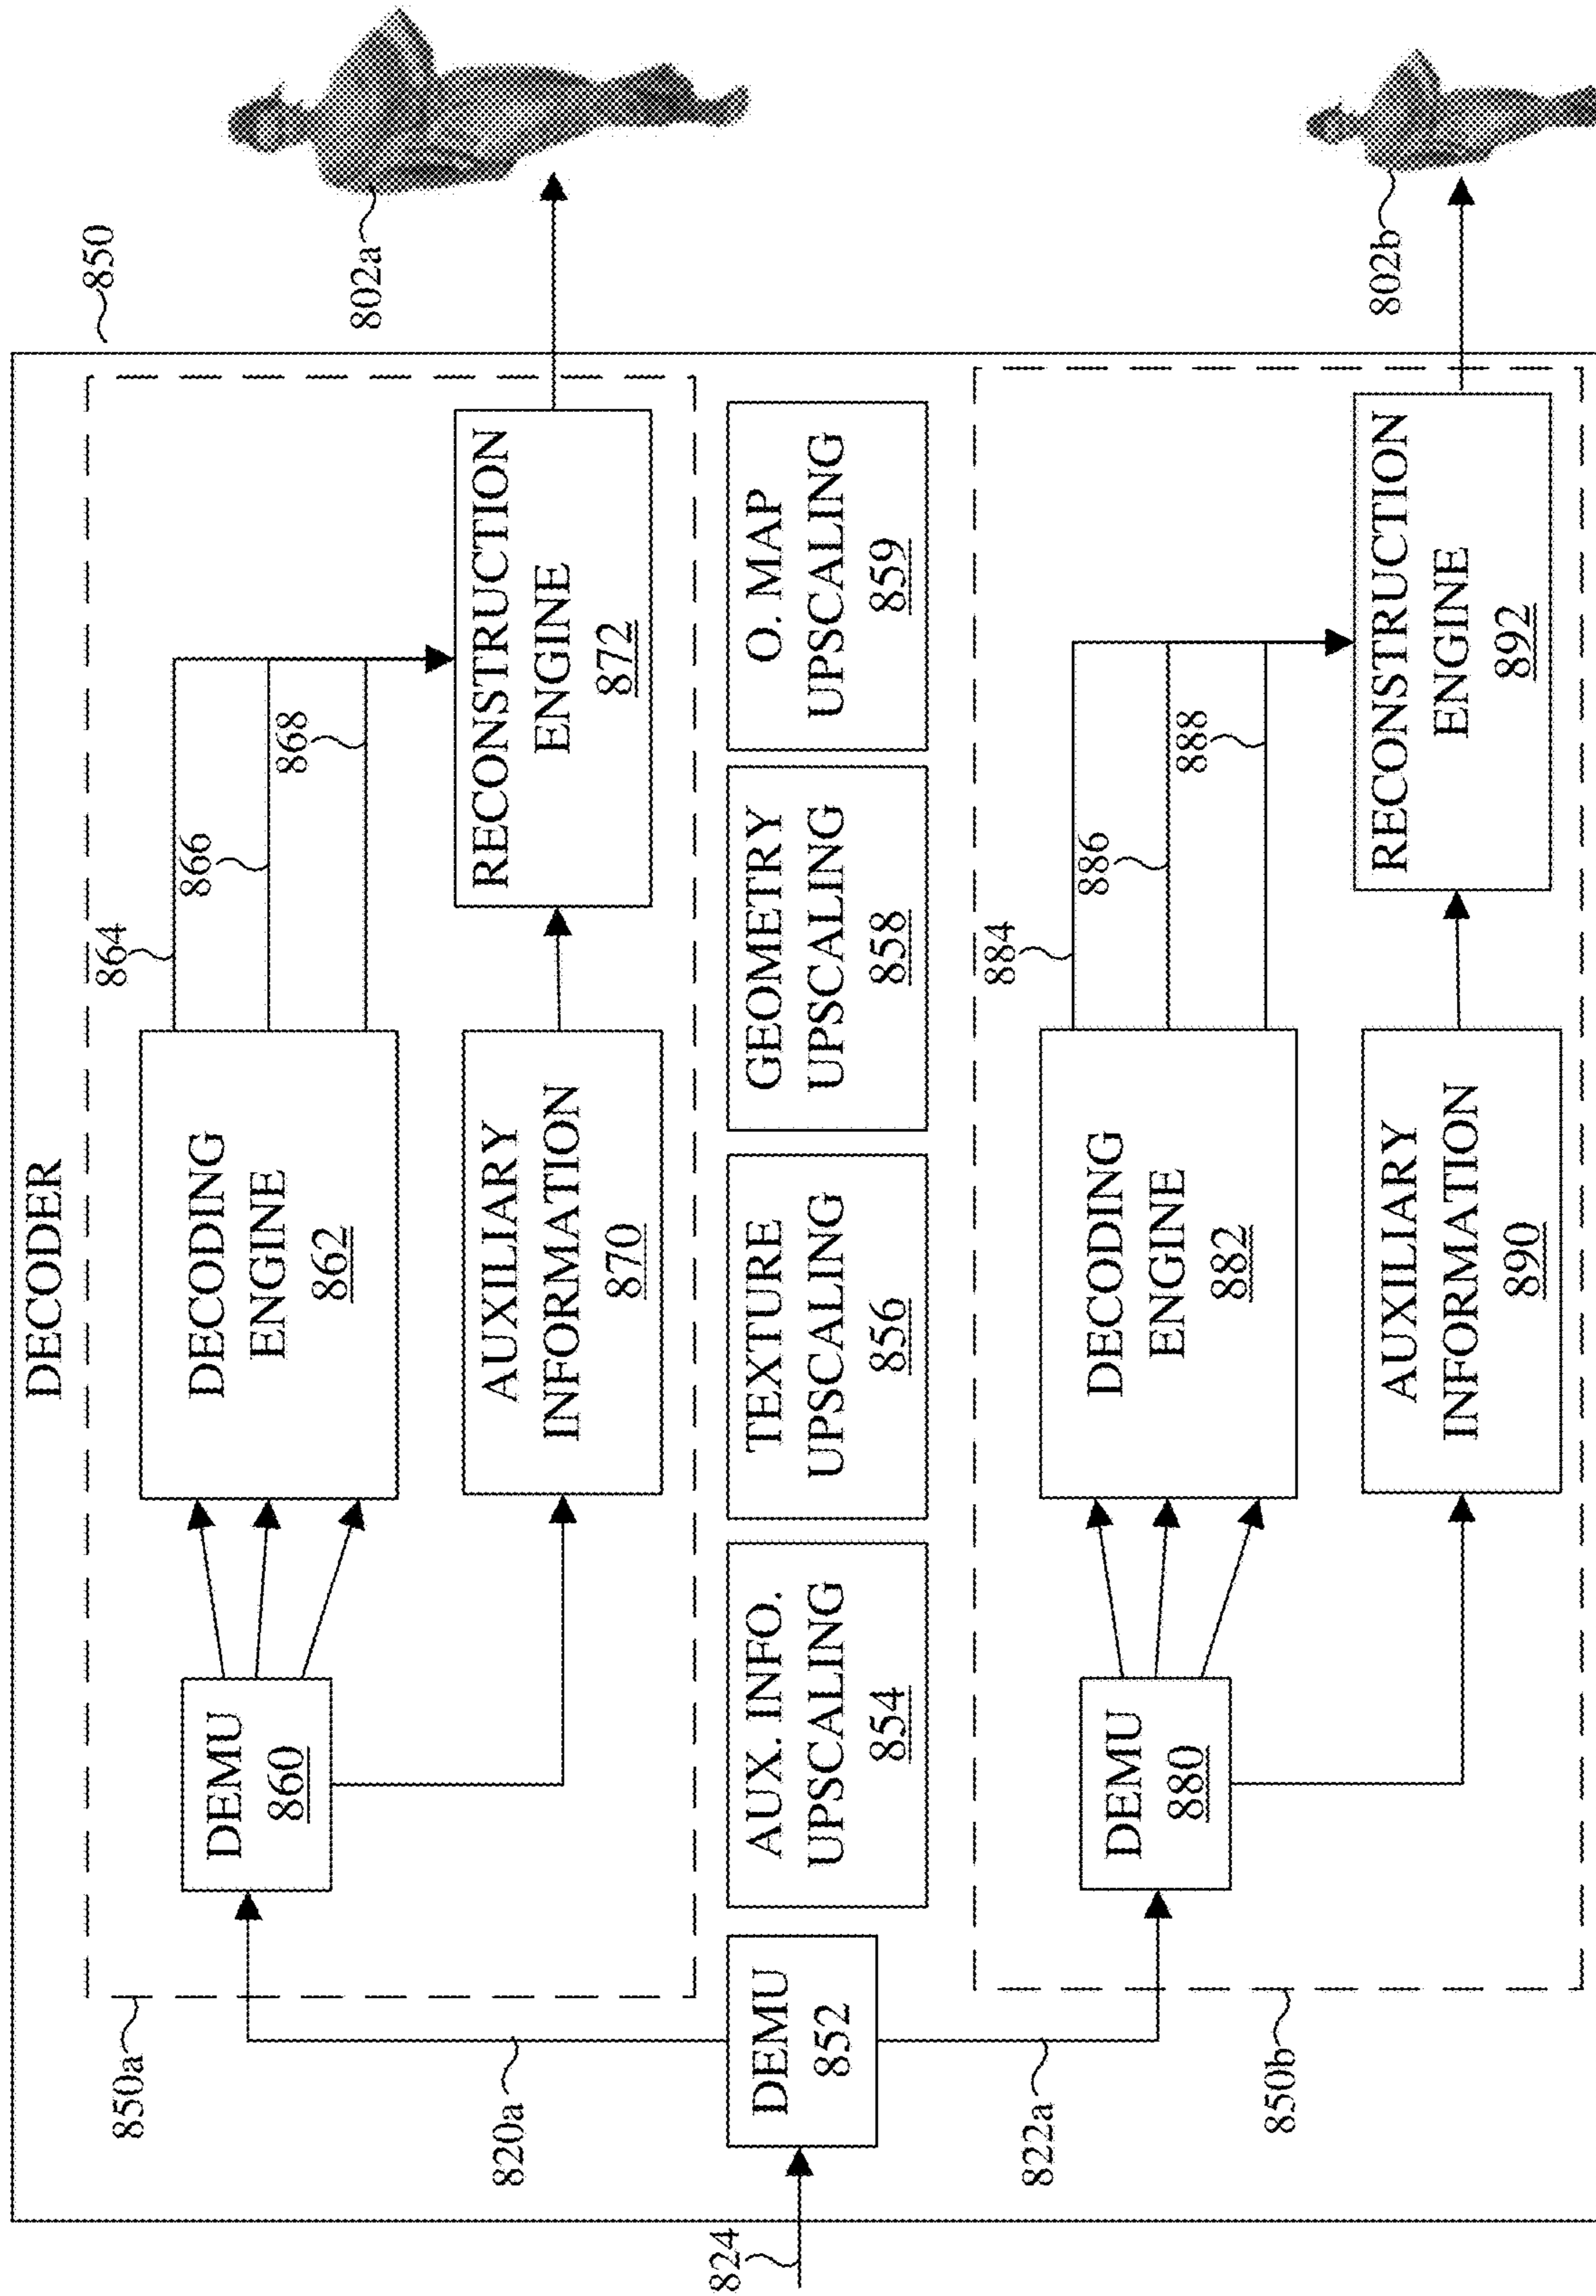 DECODER
850
850a
864
866
868
DEMU
860
DECODING
ENGINE
862
AUXILIARY
INFORMATION
870
RECONSTRUCTION
ENGINE
872
802a
820a
824
DEMU
852
AUX. INFO.
UPSCALING
854
TEXTURE
UPSCALING
856
GEOMETRY
UPSCALING
858
O. MAP
UPSCALING
859
822a
850b
884
886
888
DEMU
880
DECODING
ENGINE
882
AUXILIARY
INFORMATION
890
RECONSTRUCTION
ENGINE
892
802b